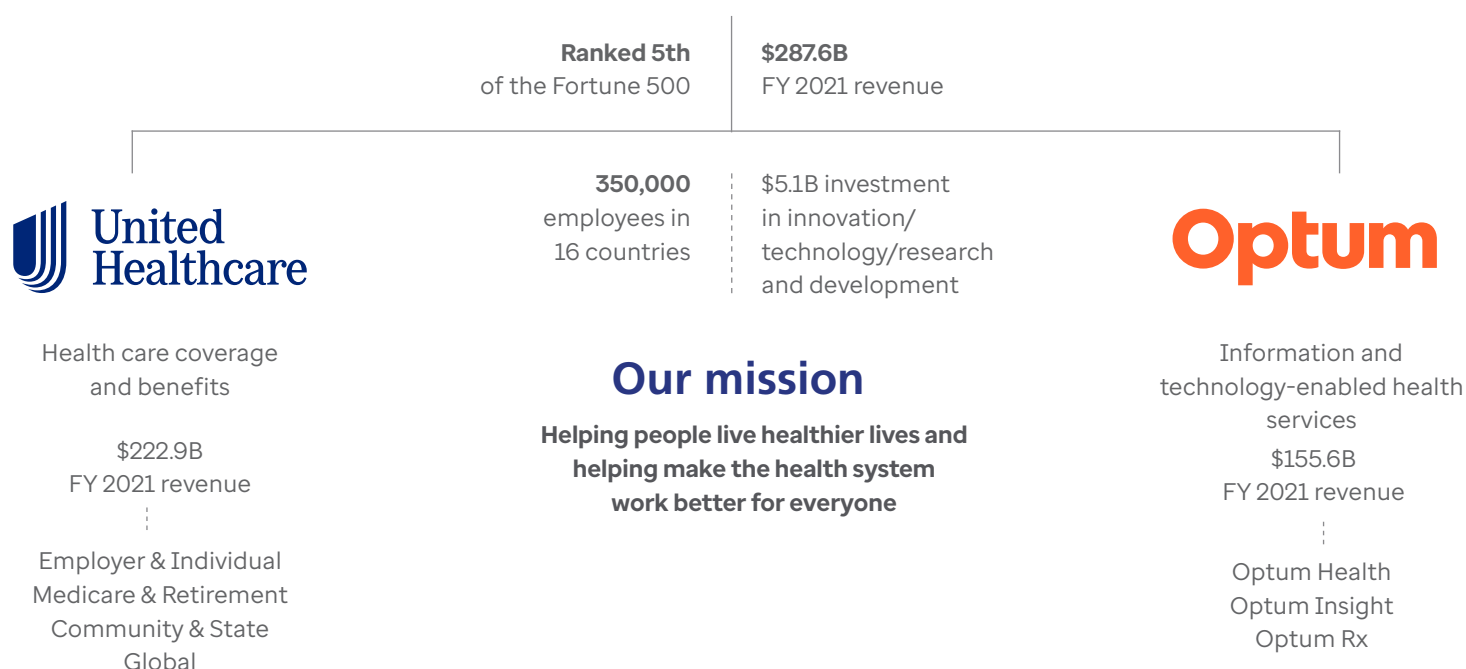 Ranked 5th
of the Fortune 500
$287.6B
FY 2021 revenue
350,000
employees in
16 countries
$5.1B investment
in innovation/
technology/research
and development
United
Healthcare
Health care coverage
and benefits
$222.9B
FY 2021 revenue
Employer & Individual
Medicare & Retirement
Community & State
Global
Our mission
Helping people live healthier lives and
helping make the health system
work better for everyone
Optum
Information and
technology-enabled health
services
$155.6B
FY 2021 revenue
Optum Health
Optum Insight
Optum Rx